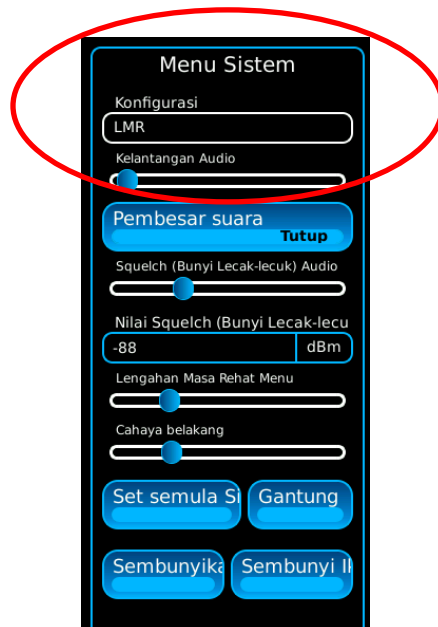 Menu Sistem
Konfigurasi
LMR
Kelantangan Audio
Pembesar suara
Tutup
Squelch (Bunyi Lecak-lecuk) Audio
Nilai Squelch (Bunyi Lecak-lecu
-88 dBm
Lengahan Masa Rehat Menu
Cahaya belakang
Set semula Si Gantung
Sembunyika Sembunyi